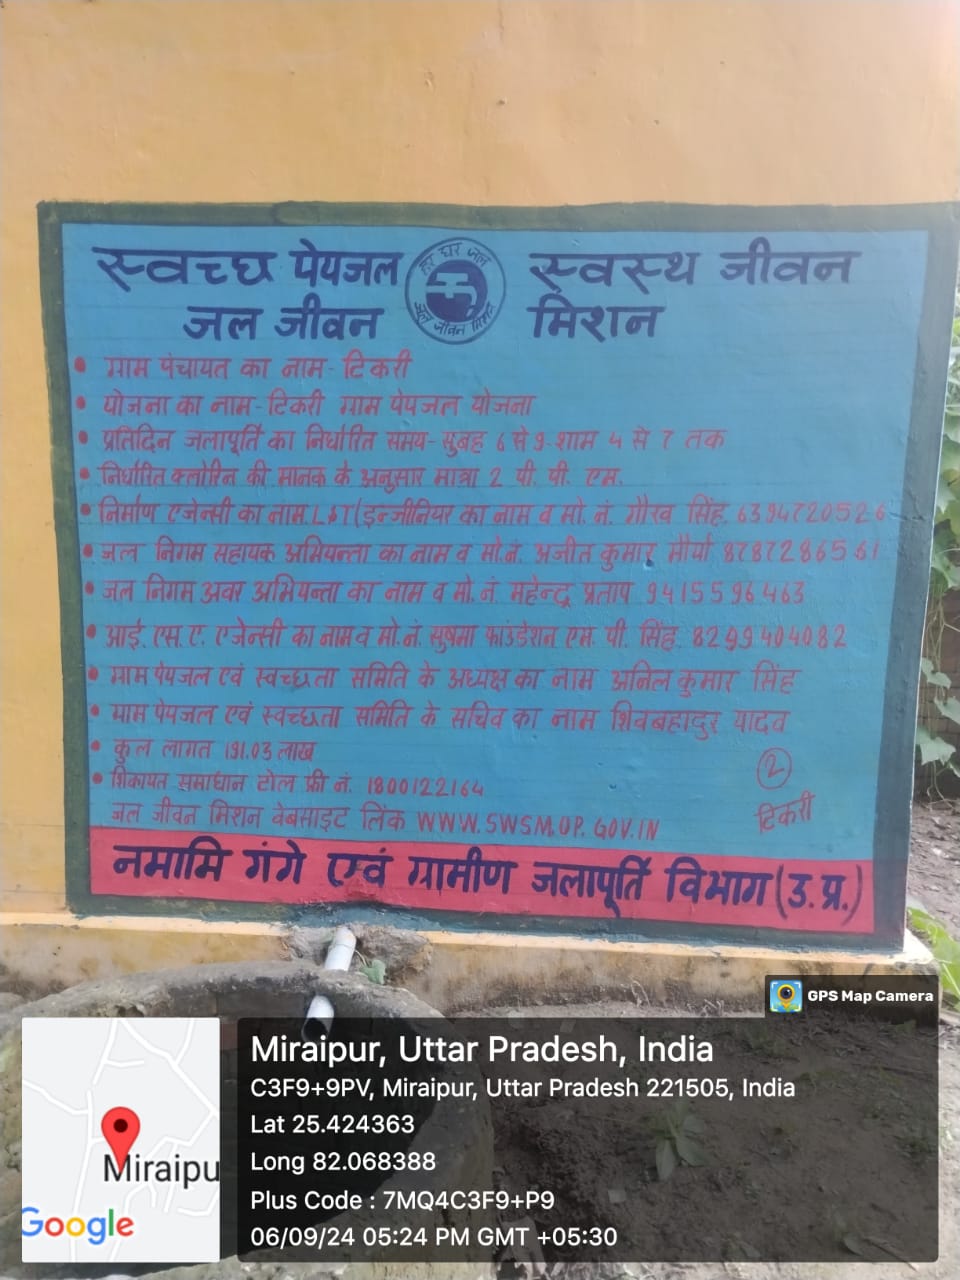 स्वच्छ पेयजल स्वस्थ जीवन
हर घर जल
जल जीवन मिशन
जल जीवन मिशन
• ग्राम पंचायत का नाम- टिकरी
• योजना का नाम- टिकरी ग्राम पेयजल योजना
• प्रतिदिन जलापूर्ति का निर्धारित समय- सुबह 6 से 9 शाम 4 से 7 तक
• निर्धारित क्लोरिन की मानक के अनुसार मात्रा 2 पी. पी. एम.
• निर्माण एजेन्सी का नाम. L&T (इन्जीनियर का नाम व मो. नं. गौरव सिंह. 6394720526
• जल निगम सहायक अभियन्ता का नाम व मो.नं. अजीत कुमार मौर्या 8787286561
• जल निगम अवर अभियन्ता का नाम व मो. नं. महेन्द्र प्रताप 9415596463
• आई. एस. ए. एजेन्सी का नाम व मो. नं. सुषमा फाउंडेशन एम. पी. सिंह. 8299404082
• ग्राम पेयजल एवं स्वच्छता समिति के अध्यक्ष का नाम अनिल कुमार सिंह
• ग्राम पेयजल एवं स्वच्छता समिति के सचिव का नाम शिवबहादुर यादव
• कुल लागत 191.03 लाख
• शिकायत समाधान टोल फ्री नं. 1800122164
जल जीवन मिशन वेबसाइट लिंक WWW.SWSM.UP.GOV.IN
2
टिकरी
नमामि गंगे एवं ग्रामीण जलापूर्ति विभाग (उ.प्र.)
GPS Map Camera
Miraipur, Uttar Pradesh, India
C3F9+9PV, Miraipur, Uttar Pradesh 221505, India
Lat 25.424363
Long 82.068388
Plus Code : 7MQ4C3F9+P9
06/09/24 05:24 PM GMT +05:30
Miraipu
Google